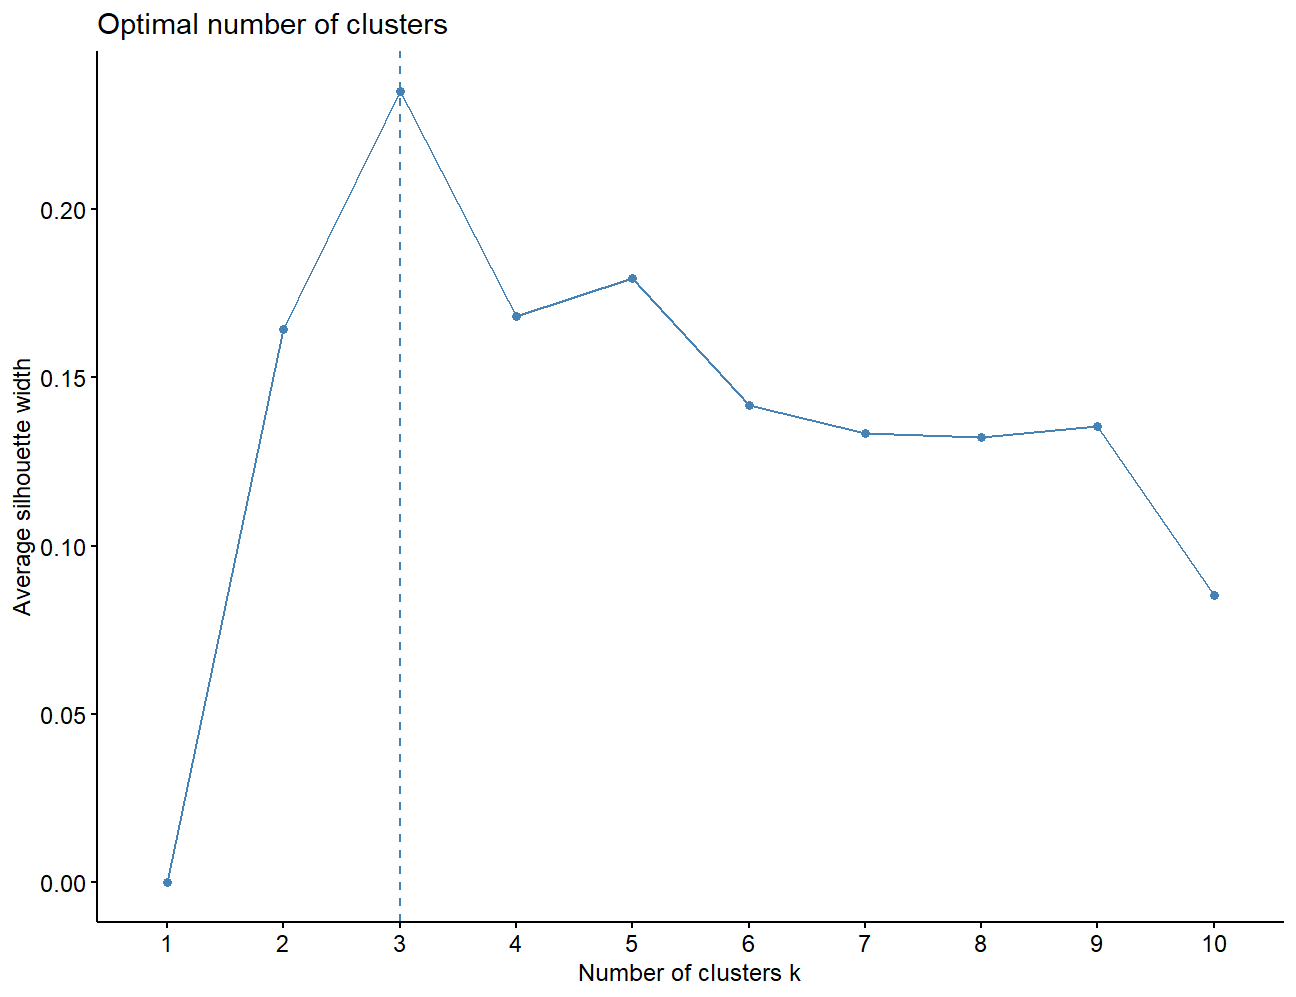 Optimal number of clusters
Average silhouette width
0.20
0.15
0.10
0.05
0.00
1 2 3 4 5 6 7 8 9 10
Number of clusters k